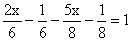 2x/6 − 1/6 − 5x/8 − 1/8 = 1